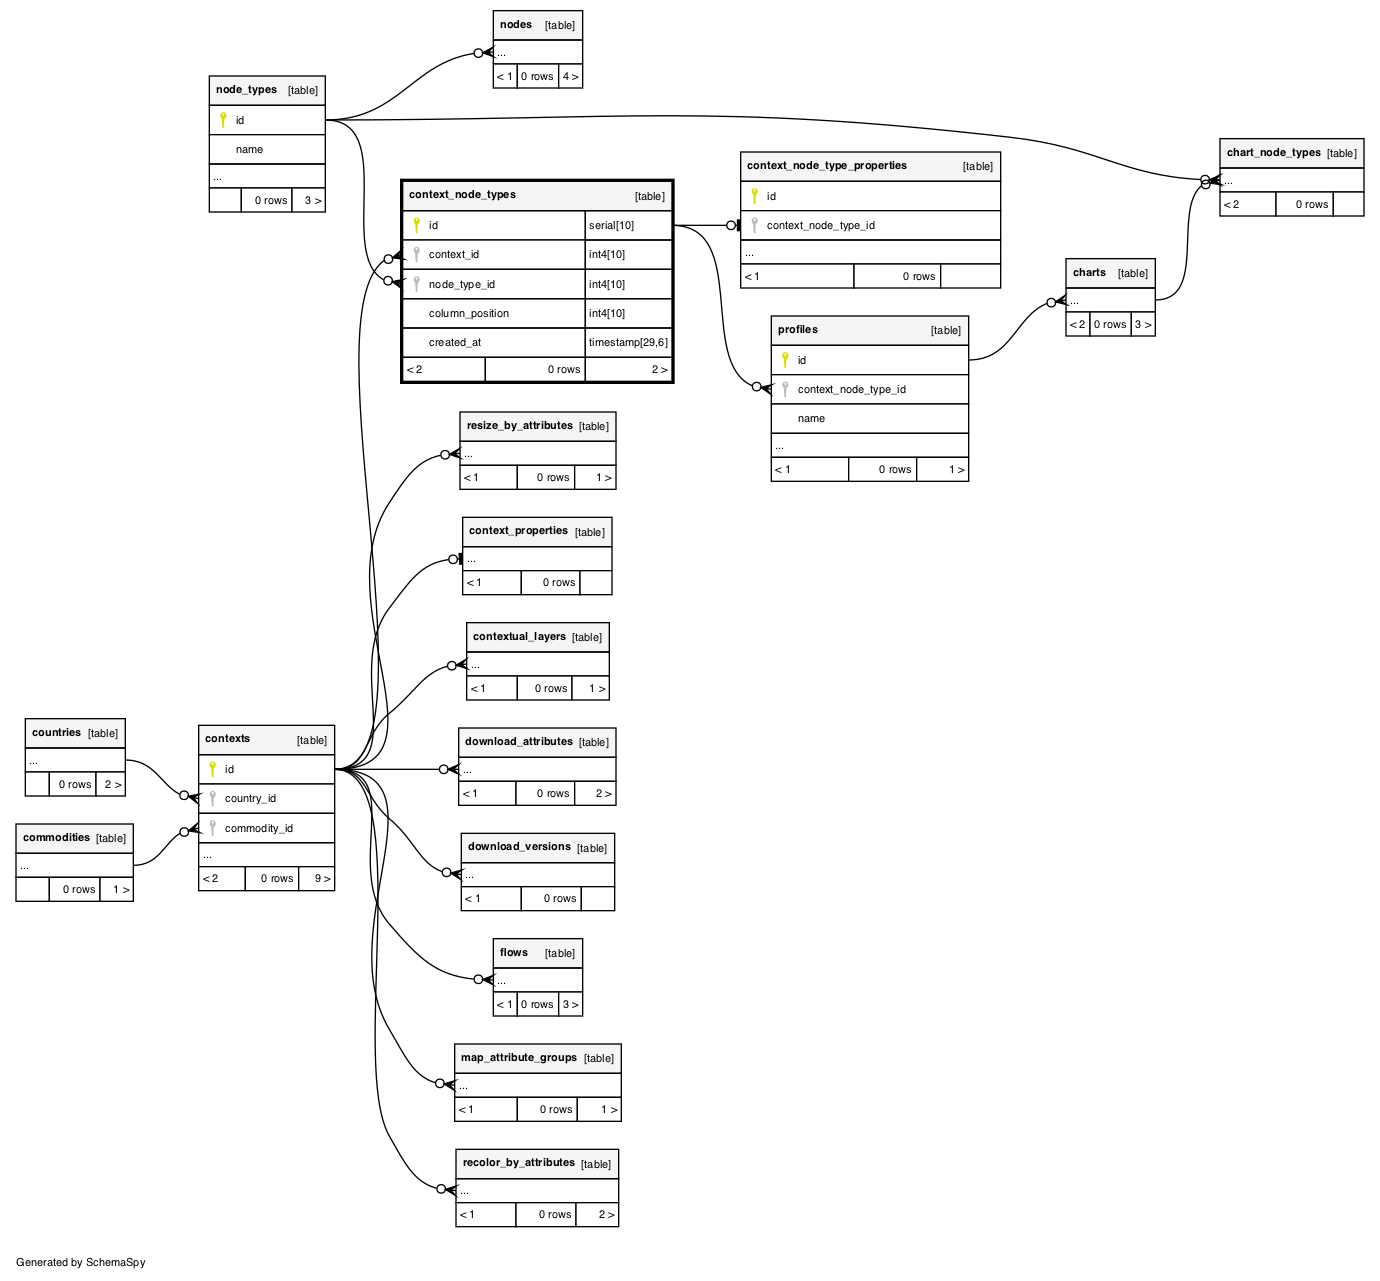 nodes [table]
...
< 1 0 rows 4 >
node_types [table]
id
name
...
0 rows 3 >
context_node_types [table]
id serial[10]
context_id int4[10]
node_type_id int4[10]
column_position int4[10]
created_at timestamp[29,6]
< 2 0 rows 2 >
context_node_type_properties [table]
id
context_node_type_id
...
< 1 0 rows
chart_node_types [table]
...
< 2 0 rows
charts [table]
...
< 2 0 rows 3 >
profiles [table]
id
context_node_type_id
name
...
< 1 0 rows 1 >
resize_by_attributes [table]
...
< 1 0 rows 1 >
context_properties [table]
...
< 1 0 rows
contextual_layers [table]
...
< 1 0 rows 1 >
countries [table]
...
0 rows 2 >
commodities [table]
...
0 rows 1 >
contexts [table]
id
country_id
commodity_id
...
< 2 0 rows 9 >
download_attributes [table]
...
< 1 0 rows 2 >
download_versions [table]
...
< 1 0 rows
flows [table]
...
< 1 0 rows 3 >
map_attribute_groups [table]
...
< 1 0 rows 1 >
recolor_by_attributes [table]
...
< 1 0 rows 2 >
Generated by SchemaSpy